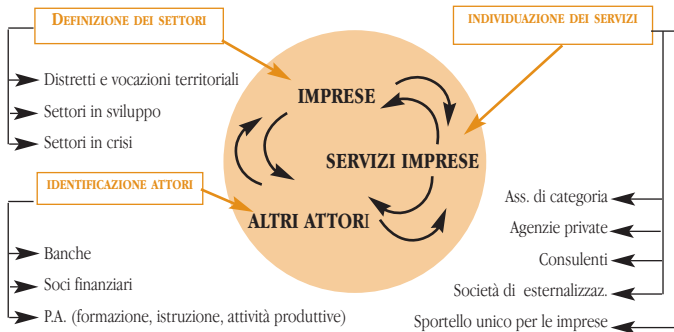 DEFINIZIONE DEI SETTORI
INDIVIDUAZIONE DEI SERVIZI
Distretti e vocazioni territoriali
Settori in sviluppo
Settori in crisi
IMPRESE
SERVIZI IMPRESE
ALTRI ATTORI
IDENTIFICAZIONE ATTORI
Banche
Soci finanziari
P.A. (formazione, istruzione, attività produttive)
Ass. di categoria
Agenzie private
Consulenti
Società di esternalizzaz.
Sportello unico per le imprese